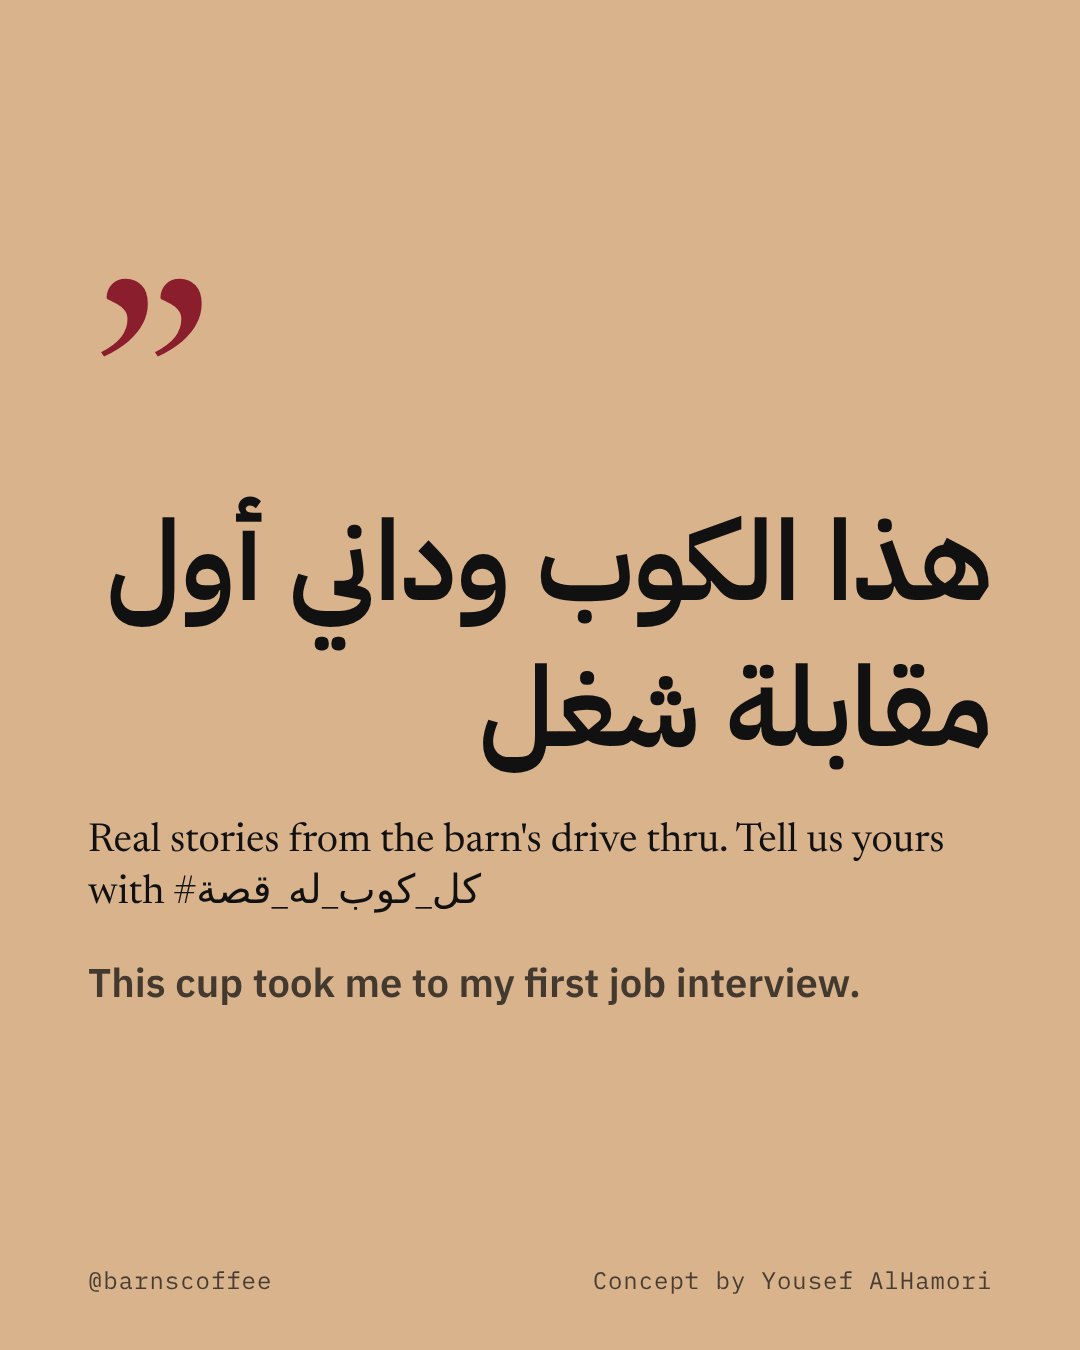 ”
هذا الكوب وداني أول
مقابلة شغل
Real stories from the barn's drive thru. Tell us yours
with #كل_كوب_له_قصة
This cup took me to my first job interview.
@barnscoffee
Concept by Yousef AlHamori